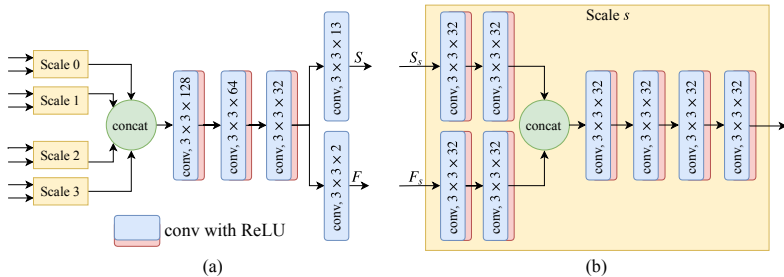 Scale 0
Scale 1
Scale 2
Scale 3
concat
conv, 3 × 3 × 128
conv, 3 × 3 × 64
conv, 3 × 3 × 32
conv, 3 × 3 × 13
S
conv, 3 × 3 × 2
F
conv with ReLU
(a)
Scale s
S_s
conv, 3 × 3 × 32
conv, 3 × 3 × 32
F_s
conv, 3 × 3 × 32
conv, 3 × 3 × 32
concat
conv, 3 × 3 × 32
conv, 3 × 3 × 32
conv, 3 × 3 × 32
conv, 3 × 3 × 32
(b)